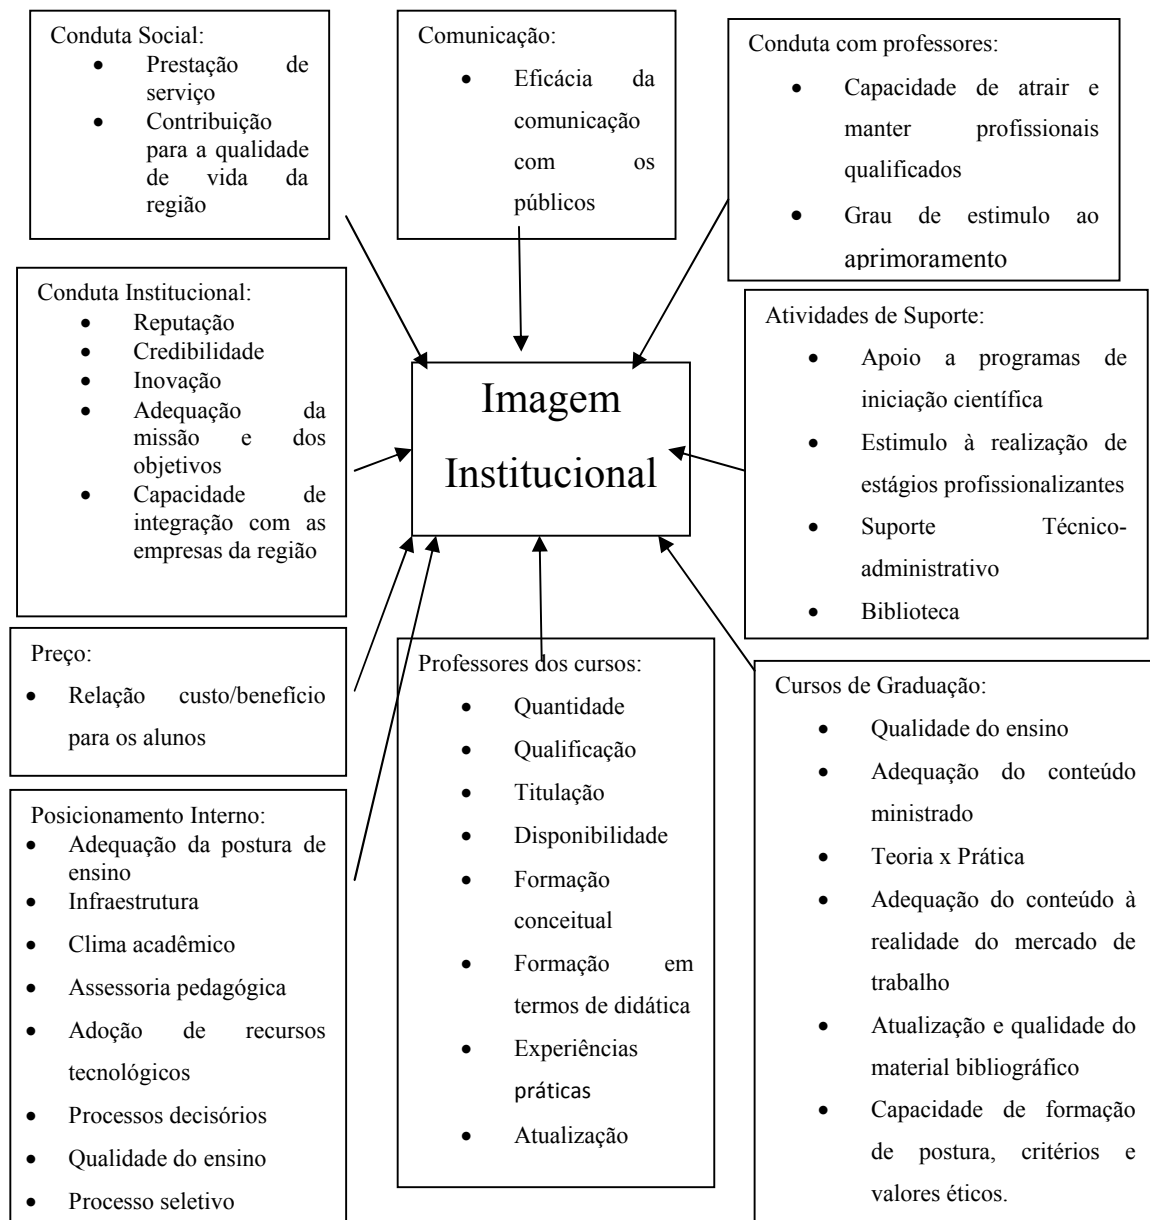 Conduta Social:
• Prestação de
serviço
• Contribuição
para a qualidade
de vida da
região
Comunicação:
• Eficácia da
comunicação
com os
públicos
Conduta com professores:
• Capacidade de atrair e
manter profissionais
qualificados
• Grau de estimulo ao
aprimoramento
Conduta Institucional:
• Reputação
• Credibilidade
• Inovação
• Adequação da
missão e dos
objetivos
• Capacidade de
integração com as
empresas da região
Imagem
Institucional
Atividades de Suporte:
• Apoio a programas de
iniciação científica
• Estimulo à realização de
estágios profissionalizantes
• Suporte Técnico-
administrativo
• Biblioteca
Preço:
• Relação custo/benefício
para os alunos
Posicionamento Interno:
• Adequação da postura de
ensino
• Infraestrutura
• Clima acadêmico
• Assessoria pedagógica
• Adoção de recursos
tecnológicos
• Processos decisórios
• Qualidade do ensino
• Processo seletivo
Professores dos cursos:
• Quantidade
• Qualificação
• Titulação
• Disponibilidade
• Formação
conceitual
• Formação em
termos de didática
• Experiências
práticas
• Atualização
Cursos de Graduação:
• Qualidade do ensino
• Adequação do conteúdo
ministrado
• Teoria x Prática
• Adequação do conteúdo à
realidade do mercado de
trabalho
• Atualização e qualidade do
material bibliográfico
• Capacidade de formação
de postura, critérios e
valores éticos.